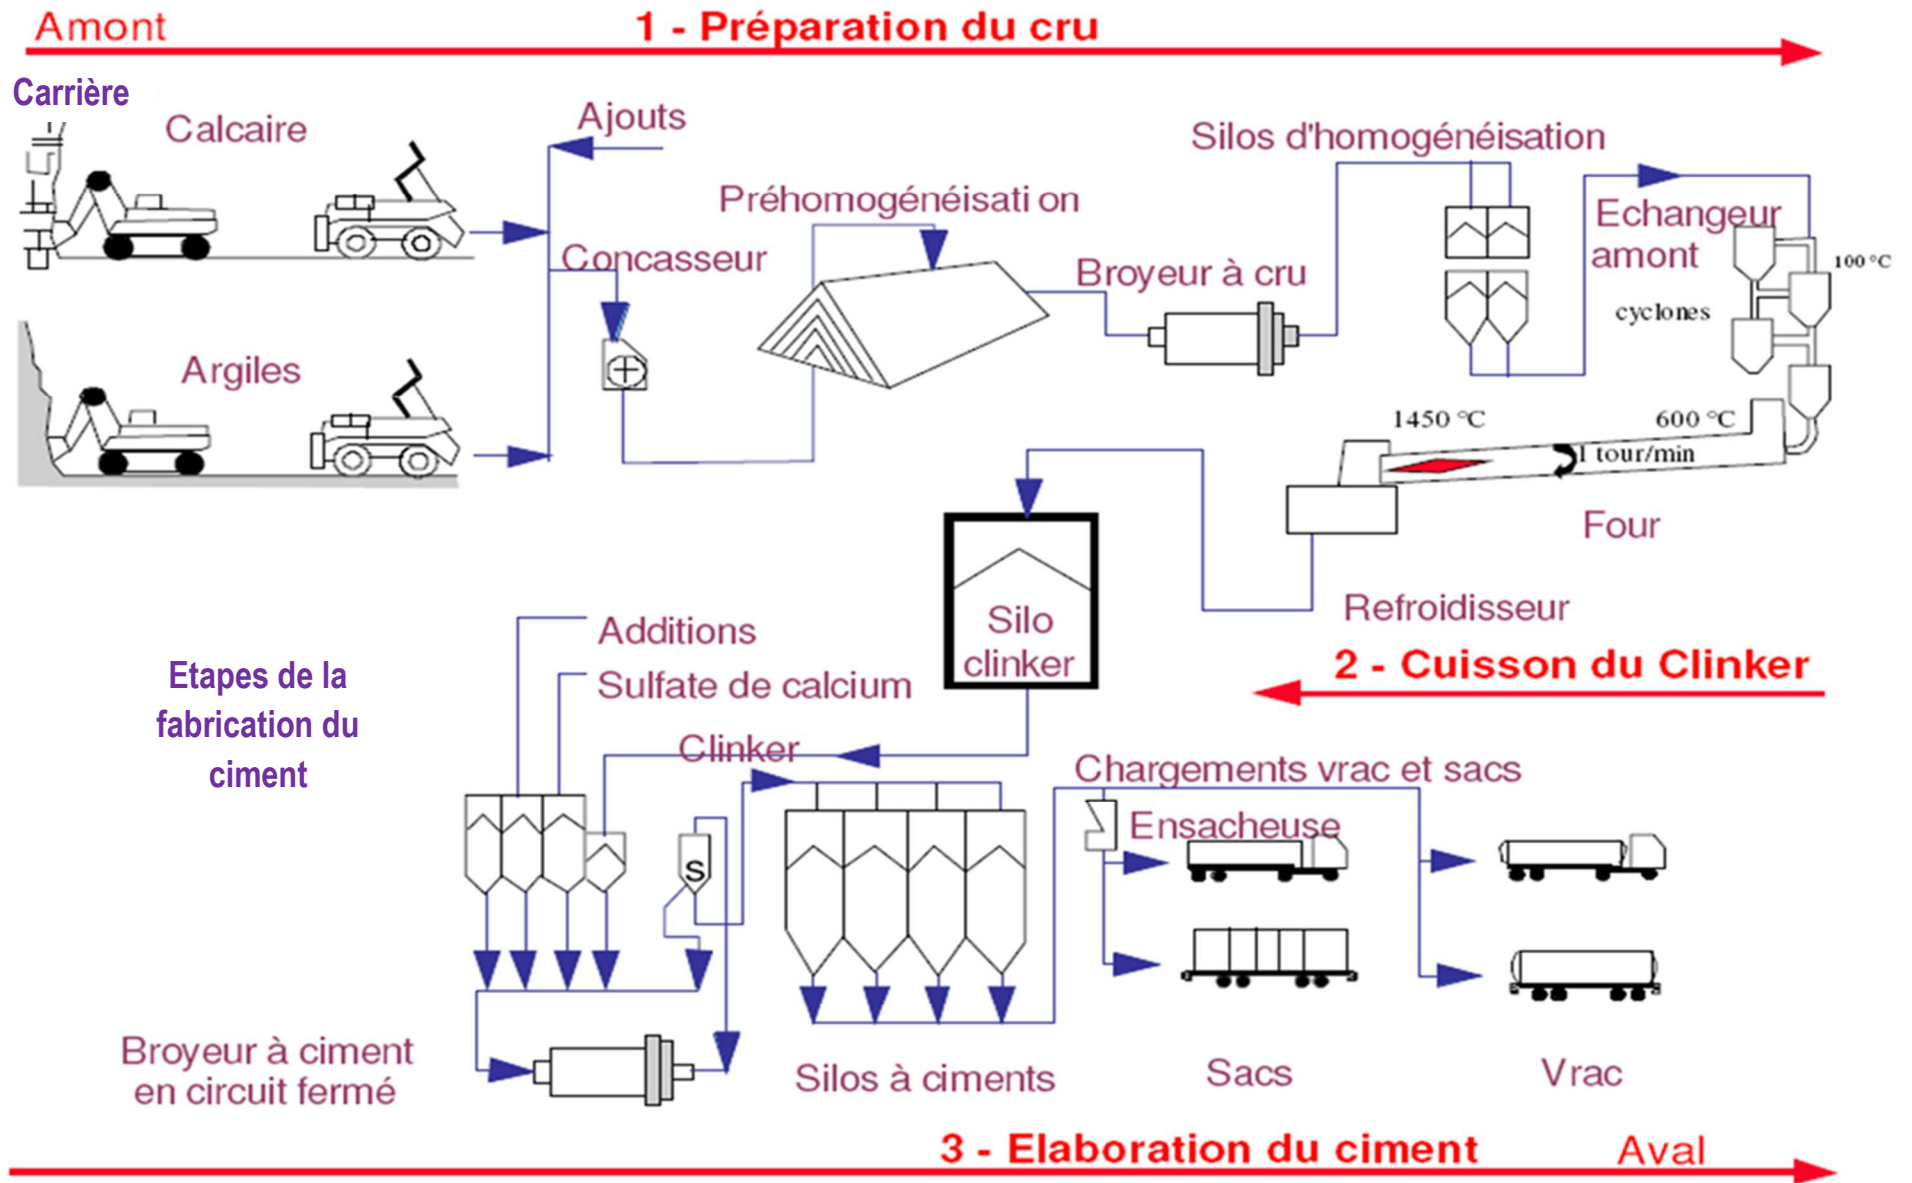 Amont
1 - Préparation du cru
Carrière
Calcaire
Ajouts
Silos d'homogénéisation
Préhomogénéisati on
Echangeur
amont
100 °C
Concasseur
Broyeur à cru
cyclones
Argiles
1450 °C
600 °C
1 tour/min
Four
Silo
clinker
Refroidisseur
Additions
2 - Cuisson du Clinker
Etapes de la
fabrication du
ciment
Sulfate de calcium
Clinker
Chargements vrac et sacs
Ensacheuse
S
Broyeur à ciment
en circuit fermé
Silos à ciments
Sacs
Vrac
3 - Elaboration du ciment
Aval